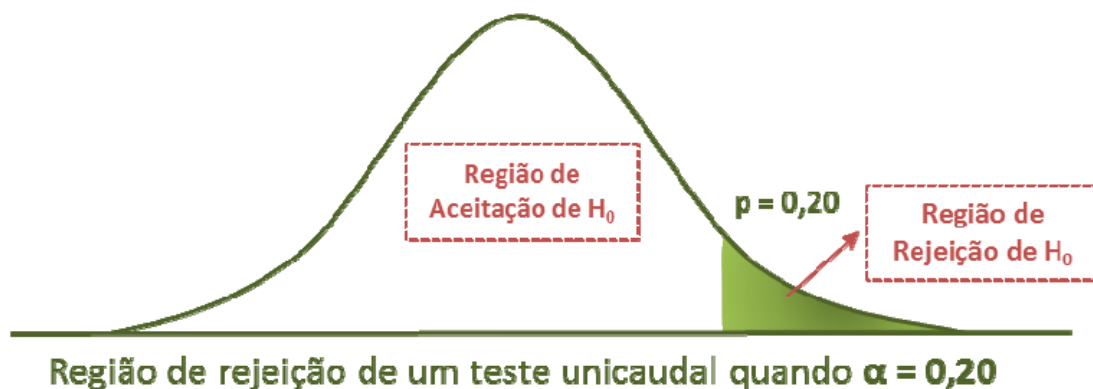 Região de
Aceitação de H₀
p = 0,20
Região de
Rejeição de H₀
Região de rejeição de um teste unicaudal quando α = 0,20